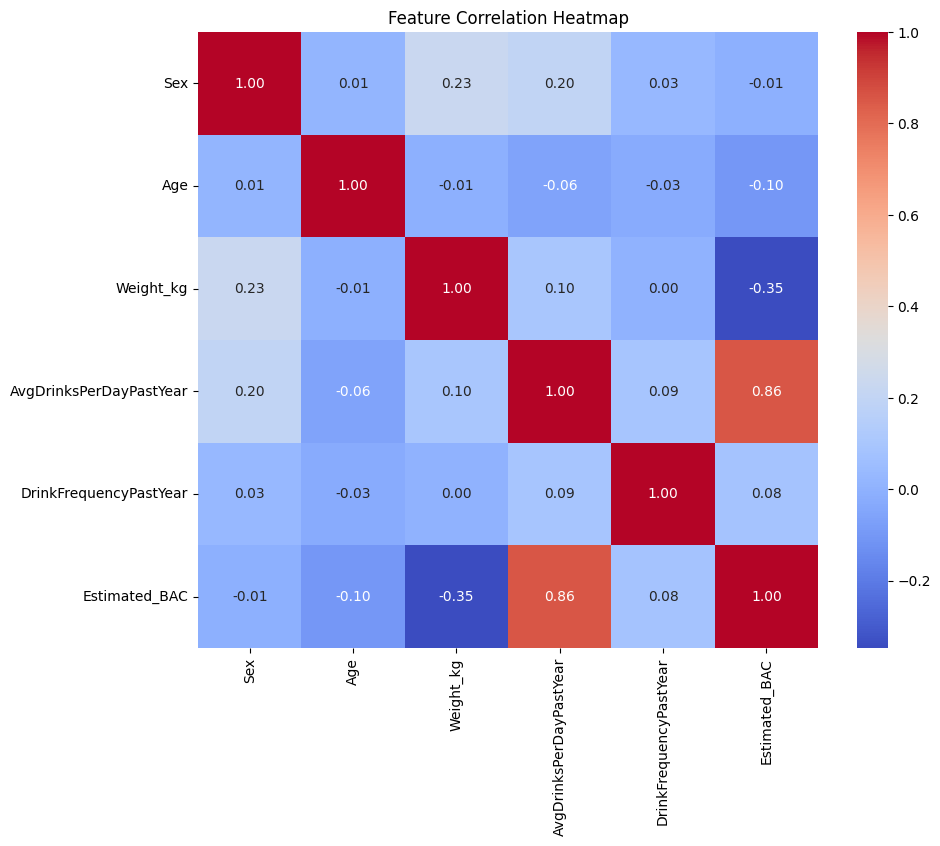 Feature Correlation Heatmap
Sex 1.00 0.01 0.23 0.20 0.03 -0.01
Age 0.01 1.00 -0.01 -0.06 -0.03 -0.10
Weight_kg 0.23 -0.01 1.00 0.10 0.00 -0.35
AvgDrinksPerDayPastYear 0.20 -0.06 0.10 1.00 0.09 0.86
DrinkFrequencyPastYear 0.03 -0.03 0.00 0.09 1.00 0.08
Estimated_BAC -0.01 -0.10 -0.35 0.86 0.08 1.00
Sex
Age
Weight_kg
AvgDrinksPerDayPastYear
DrinkFrequencyPastYear
Estimated_BAC
1.0
0.8
0.6
0.4
0.2
0.0
−0.2